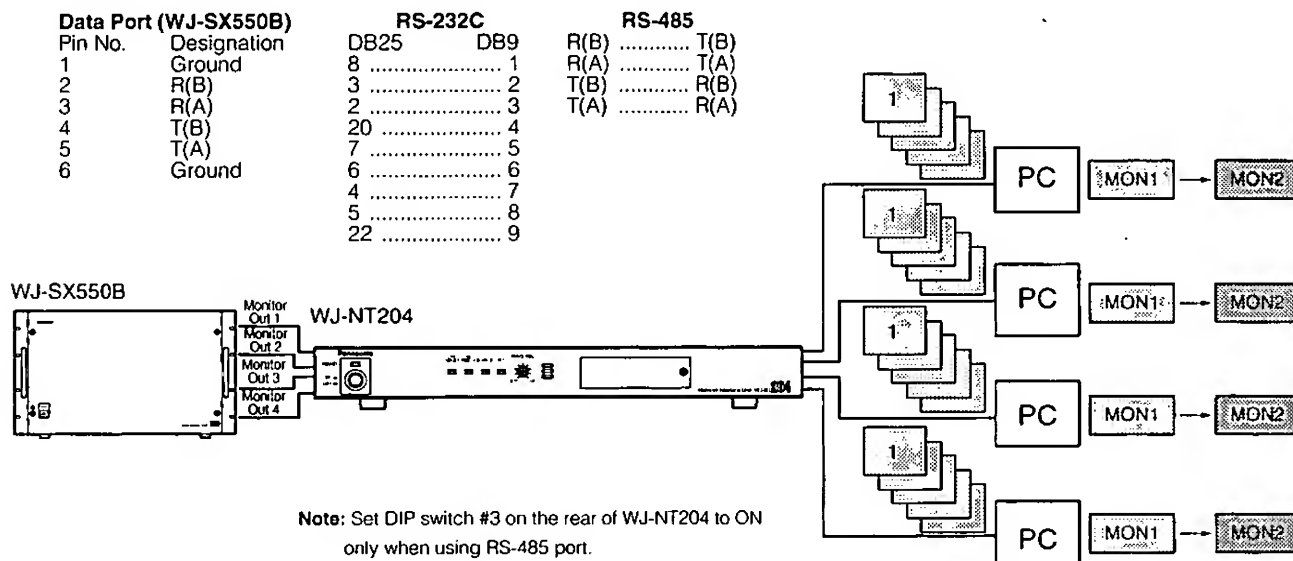 Data Port (WJ-SX550B)
Pin No. Designation
1 Ground
2 R(B)
3 R(A)
4 T(B)
5 T(A)
6 Ground
RS-232C
DB25 DB9
8 .................... 1
3 .................... 2
2 .................... 3
20 .................... 4
7 .................... 5
6 .................... 6
4 .................... 7
5 .................... 8
22 .................... 9
RS-485
R(B) ............ T(B)
R(A) ............ T(A)
T(B) ............ R(B)
T(A) ............ R(A)
1
PC
MON1
MON2
1
PC
MON1
MON2
1
PC
MON1
MON2
1
PC
MON1
MON2
WJ-SX550B
Monitor
Out 1
Monitor
Out 2
Monitor
Out 3
Monitor
Out 4
WJ-NT204
Panasonic
204
Note: Set DIP switch #3 on the rear of WJ-NT204 to ON
only when using RS-485 port.